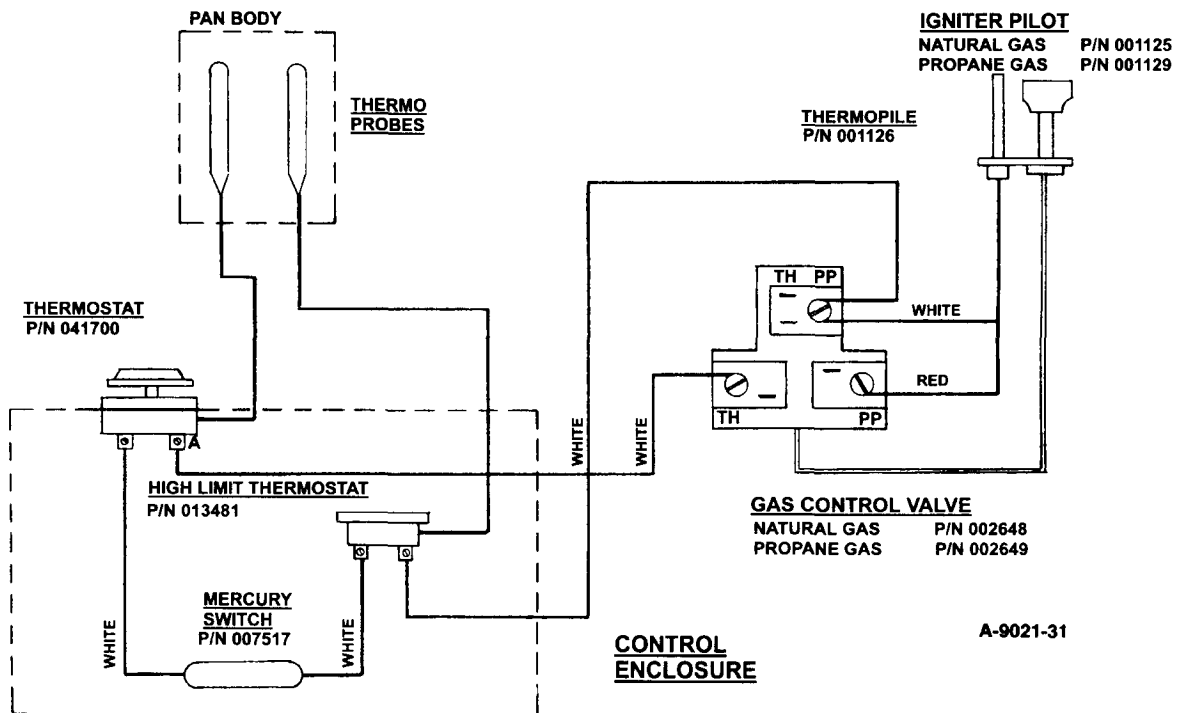 PAN BODY
IGNITER PILOT
NATURAL GAS P/N 001125
PROPANE GAS P/N 001129
THERMO
PROBES
THERMOPILE
P/N 001126
THERMOSTAT
P/N 041700
TH PP
WHITE
RED
TH PP
A
WHITE
WHITE
HIGH LIMIT THERMOSTAT
P/N 013481
GAS CONTROL VALVE
NATURAL GAS P/N 002648
PROPANE GAS P/N 002649
MERCURY
SWITCH
P/N 007517
WHITE
WHITE
CONTROL
ENCLOSURE
A-9021-31